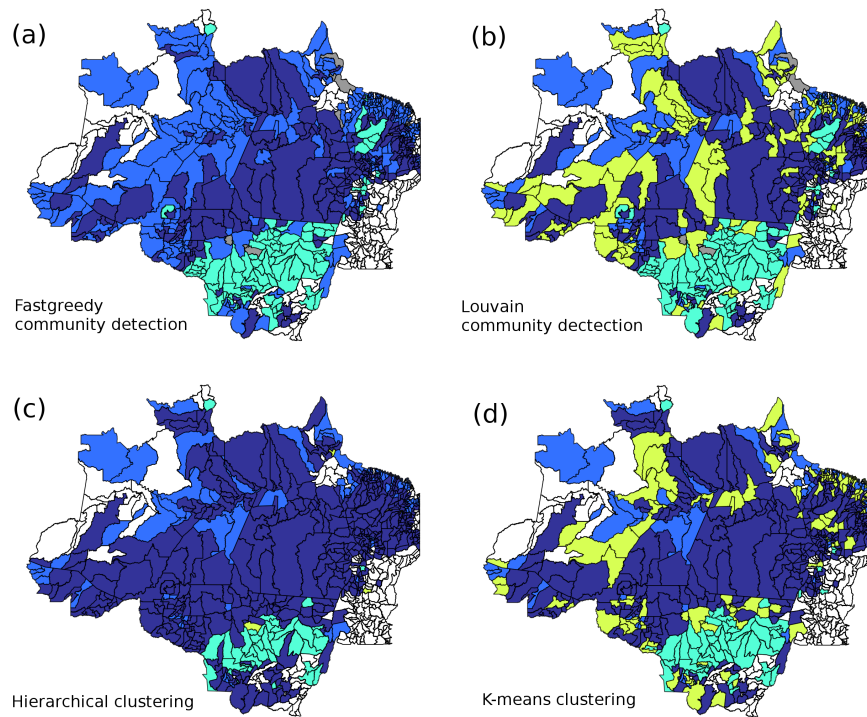 (a)
(b)
Fastgreedy
community detection
Louvain
community dectection
(c)
(d)
Hierarchical clustering
K-means clustering